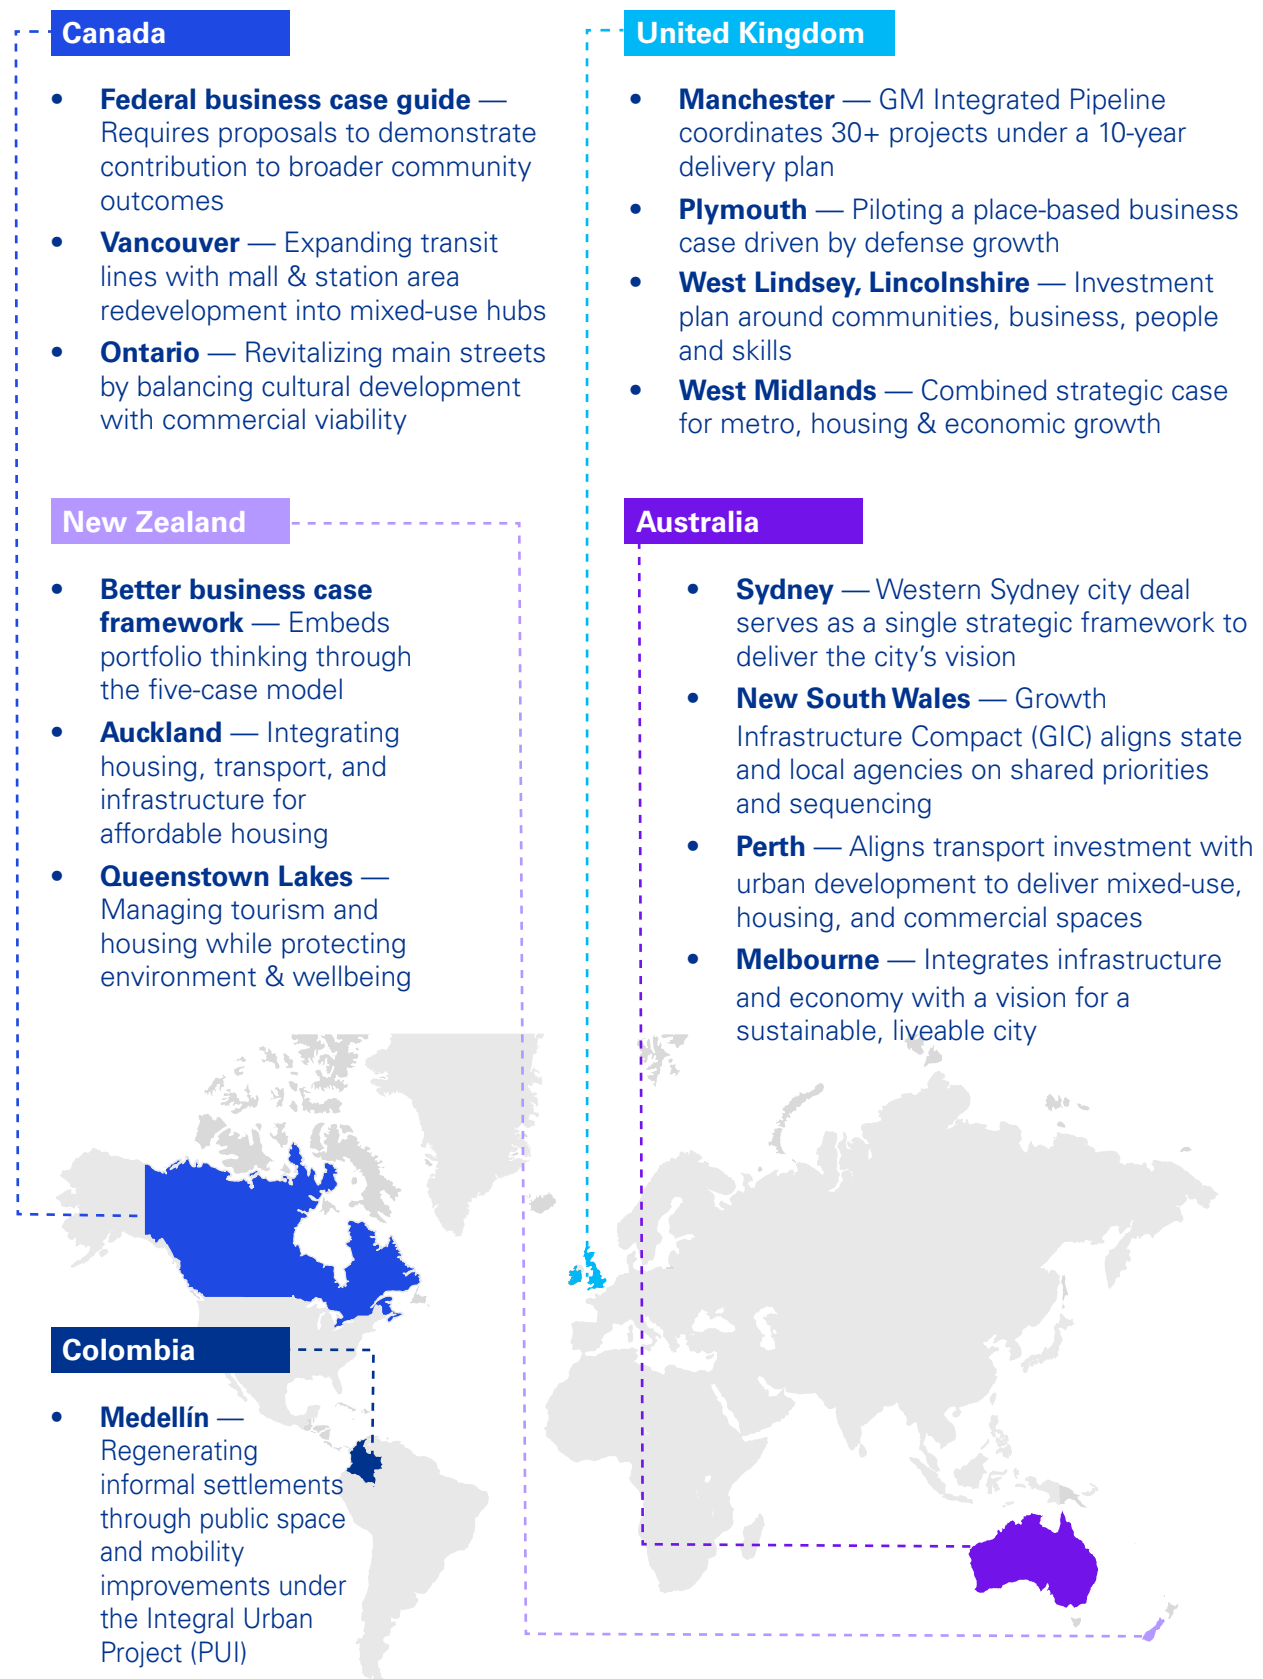 Canada
• Federal business case guide —
Requires proposals to demonstrate
contribution to broader community
outcomes
• Vancouver — Expanding transit
lines with mall & station area
redevelopment into mixed-use hubs
• Ontario — Revitalizing main streets
by balancing cultural development
with commercial viability
United Kingdom
• Manchester — GM Integrated Pipeline
coordinates 30+ projects under a 10-year
delivery plan
• Plymouth — Piloting a place-based business
case driven by defense growth
• West Lindsey, Lincolnshire — Investment
plan around communities, business, people
and skills
• West Midlands — Combined strategic case
for metro, housing & economic growth
New Zealand
• Better business case
framework — Embeds
portfolio thinking through
the five-case model
• Auckland — Integrating
housing, transport, and
infrastructure for
affordable housing
• Queenstown Lakes —
Managing tourism and
housing while protecting
environment & wellbeing
Australia
• Sydney — Western Sydney city deal
serves as a single strategic framework to
deliver the city’s vision
• New South Wales — Growth
Infrastructure Compact (GIC) aligns state
and local agencies on shared priorities
and sequencing
• Perth — Aligns transport investment with
urban development to deliver mixed-use,
housing, and commercial spaces
• Melbourne — Integrates infrastructure
and economy with a vision for a
sustainable, liveable city
Colombia
• Medellín —
Regenerating
informal settlements
through public space
and mobility
improvements under
the Integral Urban
Project (PUI)